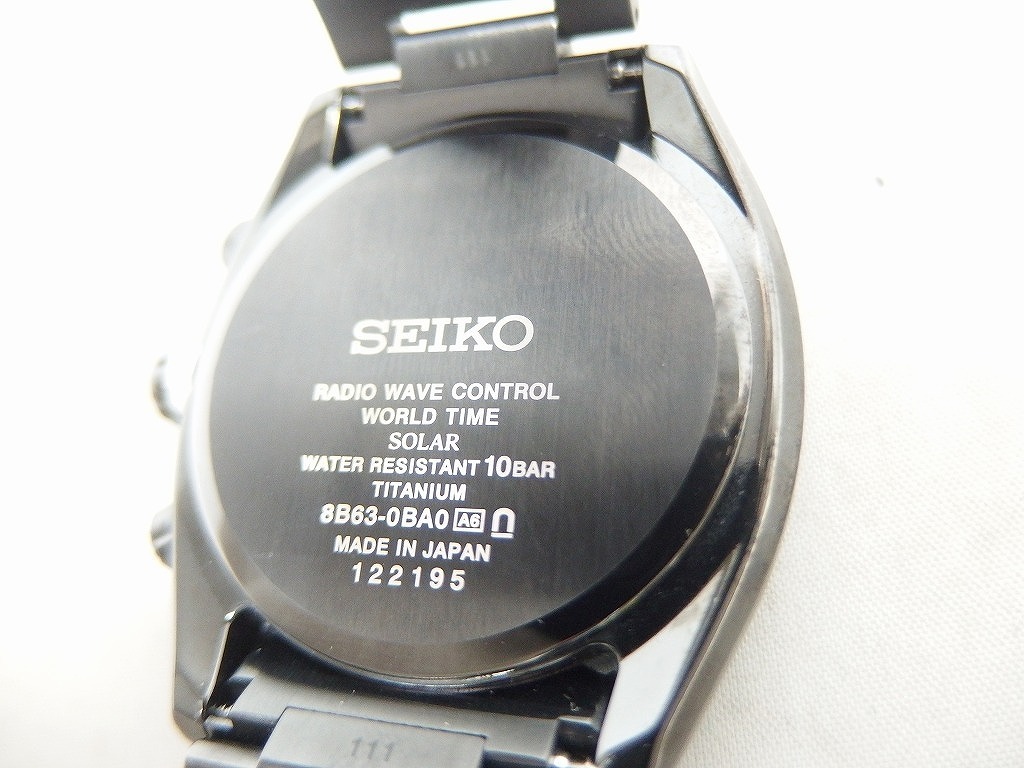 111
SEIKO
RADIO WAVE CONTROL
WORLD TIME
SOLAR
WATER RESISTANT 10BAR
TITANIUM
8B63-0BA0 A6
MADE IN JAPAN
122195
111